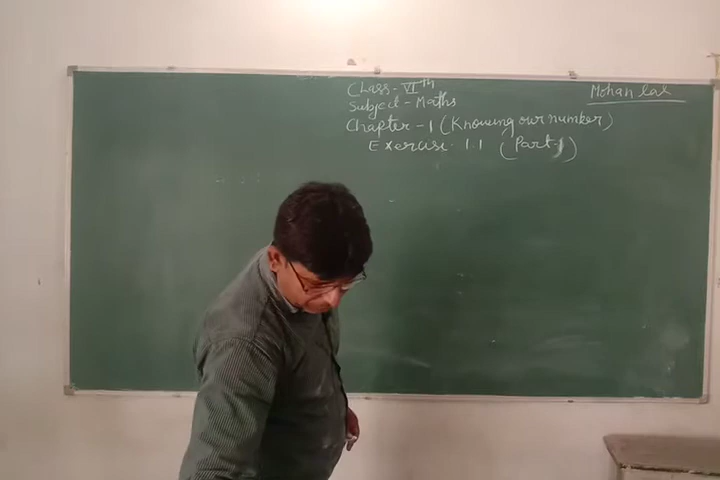 Class - VIth
Mohan Lal
Subject - Maths
Chapter - 1 (Knowing our number)
Exercise 1.1 (Part-1)